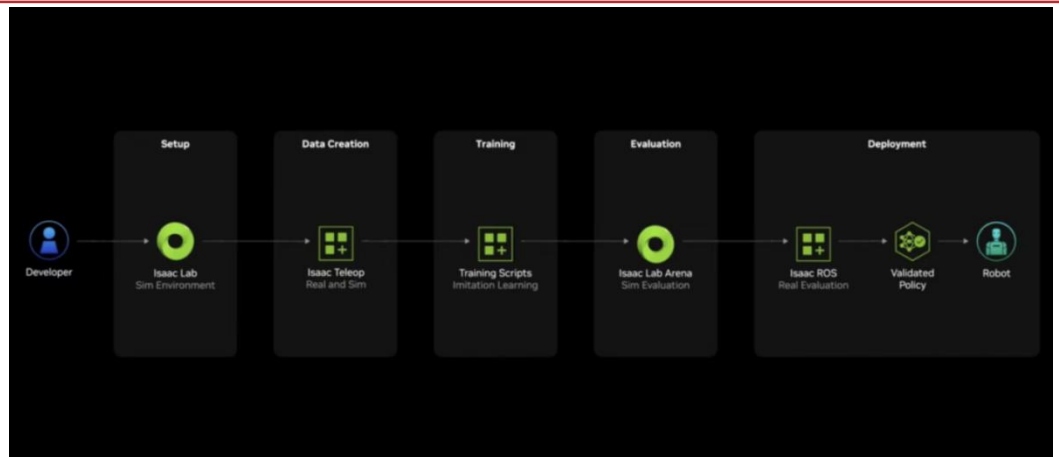 Setup
Data Creation
Training
Evaluation
Deployment
Developer
Isaac Lab
Sim Environment
Isaac Teleop
Real and Sim
Training Scripts
Imitation Learning
Isaac Lab Arena
Sim Evaluation
Isaac ROS
Real Evaluation
Validated
Policy
Robot